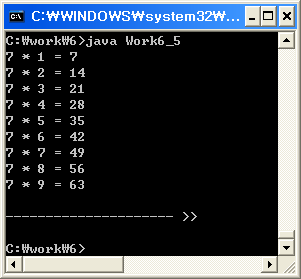 C:\WINDOWS\system32\...
C:\work\6>java Work6_5
7 * 1 = 7
7 * 2 = 14
7 * 3 = 21
7 * 4 = 28
7 * 5 = 35
7 * 6 = 42
7 * 7 = 49
7 * 8 = 56
7 * 9 = 63
--------------------- >>
C:\work\6>